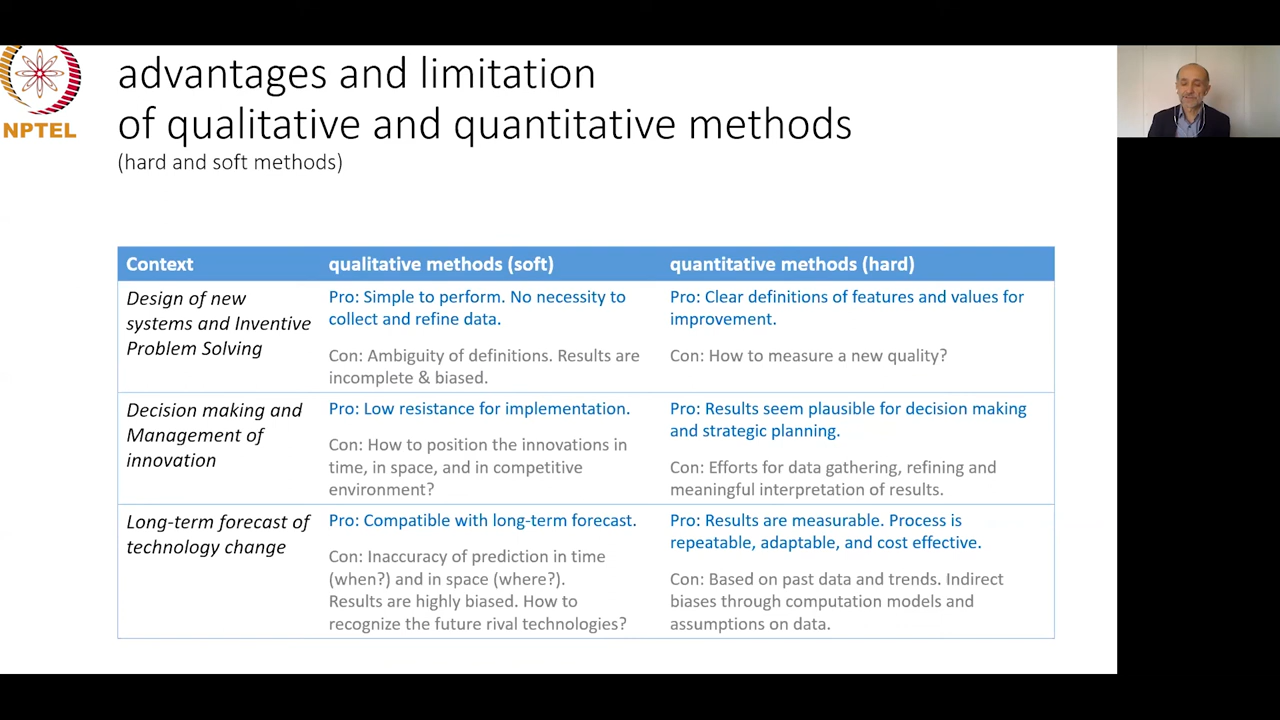 NPTEL
advantages and limitation
of qualitative and quantitative methods
(hard and soft methods)
Context
qualitative methods (soft)
quantitative methods (hard)
Design of new
systems and Inventive
Problem Solving
Pro: Simple to perform. No necessity to
collect and refine data.
Con: Ambiguity of definitions. Results are
incomplete & biased.
Pro: Clear definitions of features and values for
improvement.
Con: How to measure a new quality?
Decision making and
Management of
innovation
Pro: Low resistance for implementation.
Con: How to position the innovations in
time, in space, and in competitive
environment?
Pro: Results seem plausible for decision making
and strategic planning.
Con: Efforts for data gathering, refining and
meaningful interpretation of results.
Long-term forecast of
technology change
Pro: Compatible with long-term forecast.
Con: Inaccuracy of prediction in time
(when?) and in space (where?).
Results are highly biased. How to
recognize the future rival technologies?
Pro: Results are measurable. Process is
repeatable, adaptable, and cost effective.
Con: Based on past data and trends. Indirect
biases through computation models and
assumptions on data.